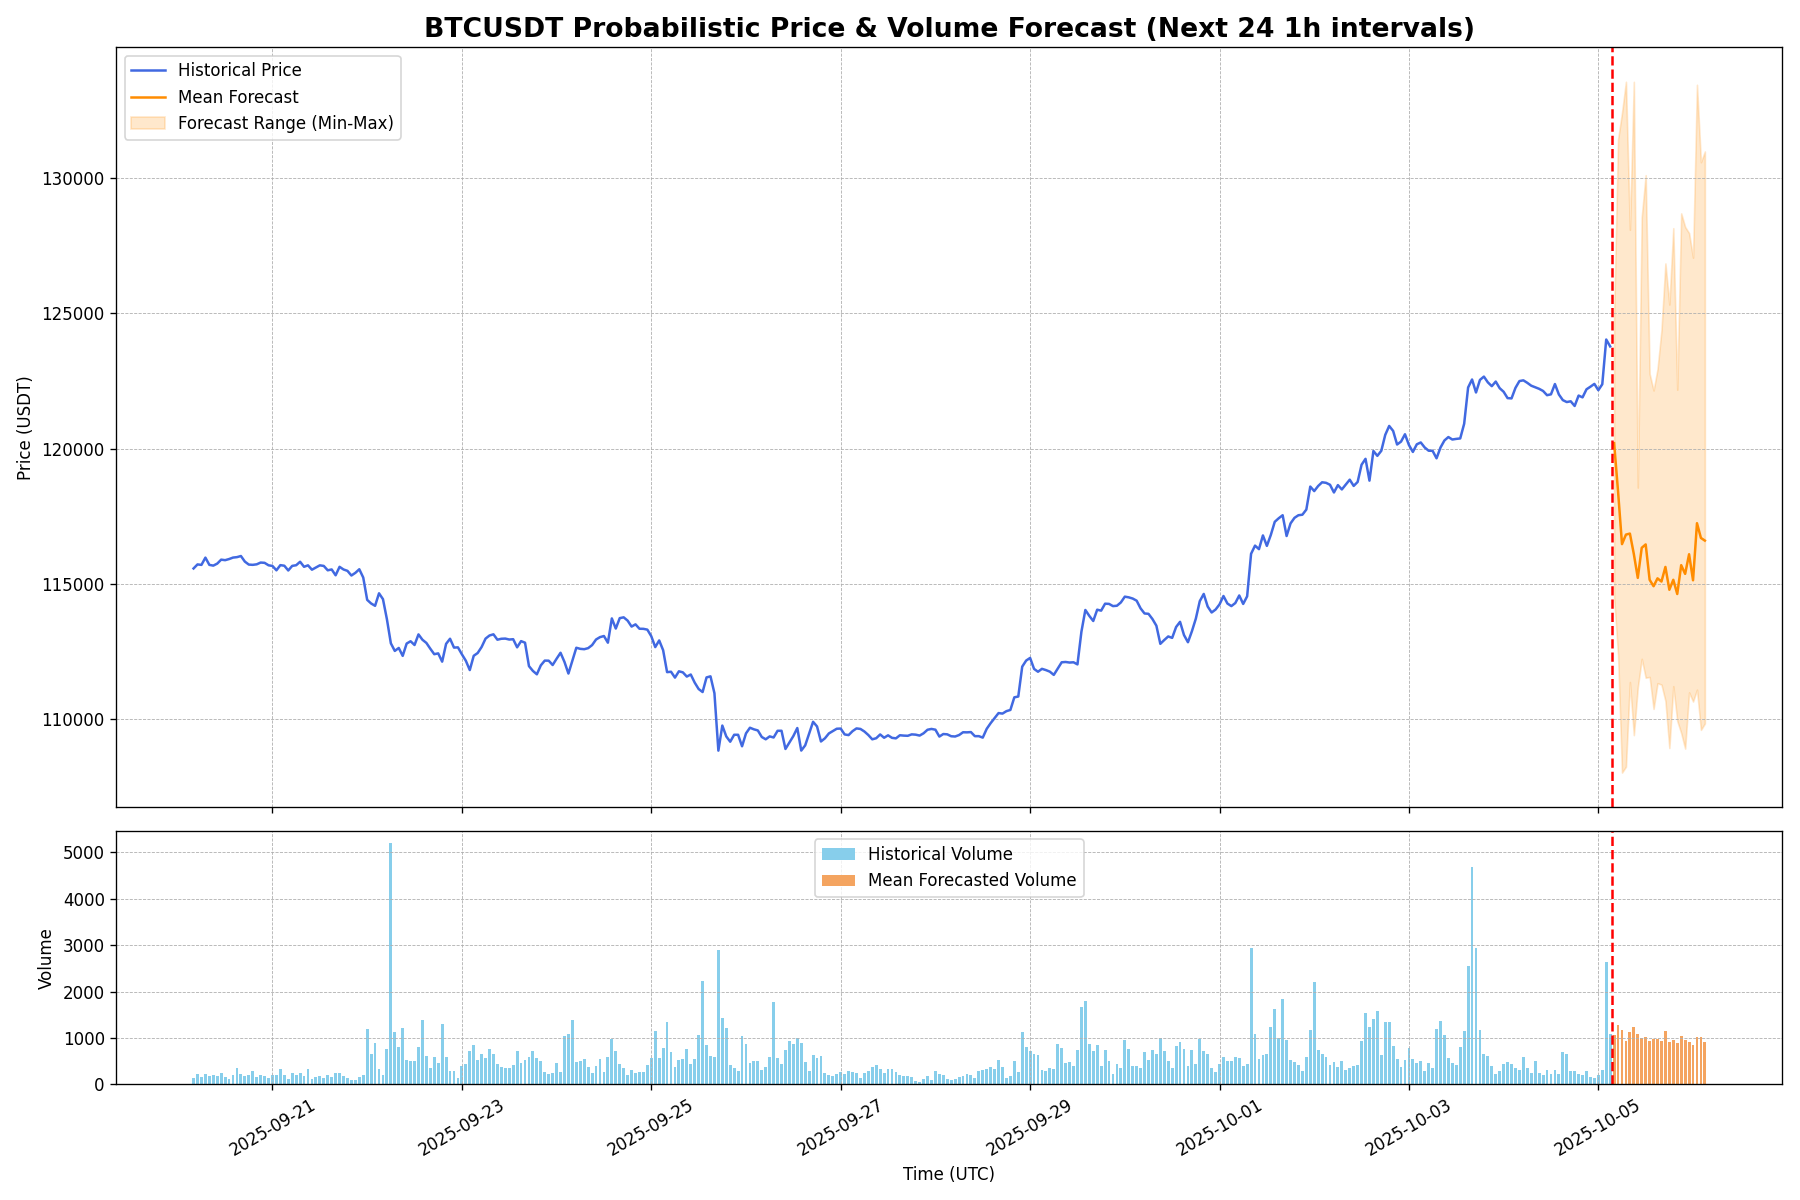 BTCUSDT Probabilistic Price & Volume Forecast (Next 24 1h intervals)
Historical Price
Mean Forecast
Forecast Range (Min-Max)
130000
125000
120000
115000
110000
Price (USDT)
Historical Volume
Mean Forecasted Volume
5000
4000
3000
2000
1000
0
Volume
2025-09-21
2025-09-23
2025-09-25
2025-09-27
2025-09-29
2025-10-01
2025-10-03
2025-10-05
Time (UTC)